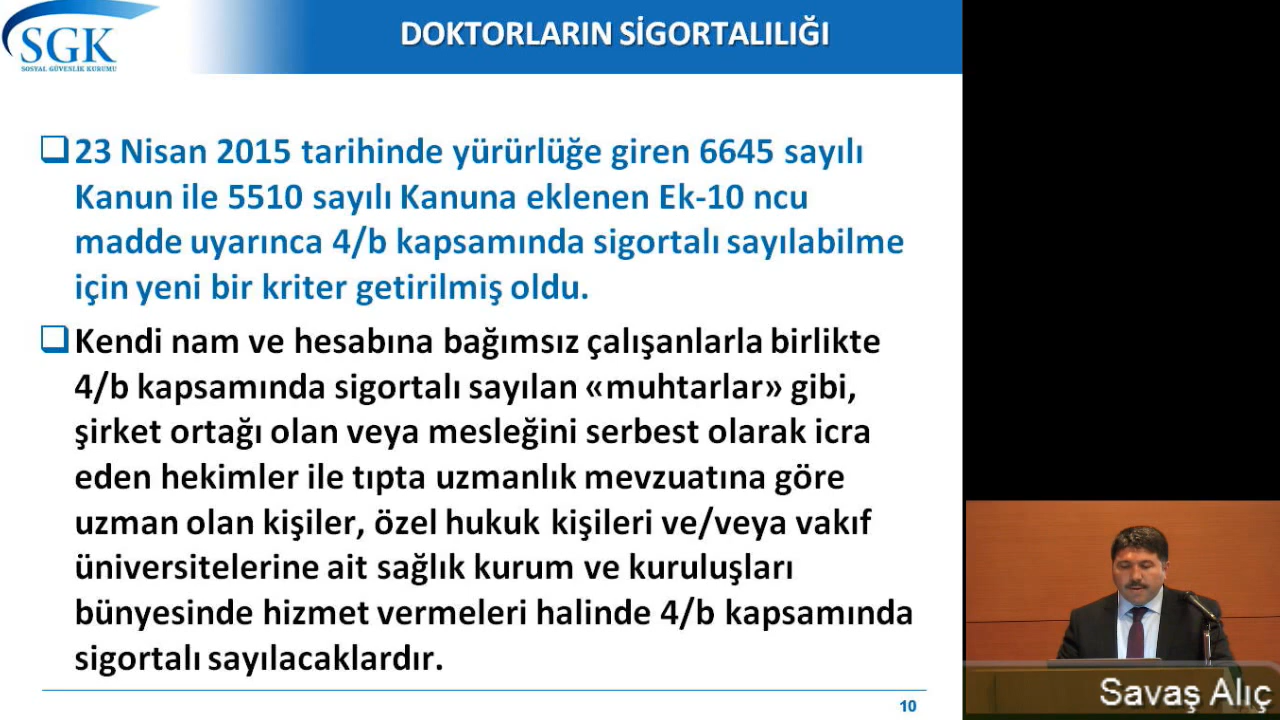 SGK
SOSYAL GÜVENLİK KURUMU
DOKTORLARIN SİGORTALILIĞI
23 Nisan 2015 tarihinde yürürlüğe giren 6645 sayılı
Kanun ile 5510 sayılı Kanuna eklenen Ek-10 ncu
madde uyarınca 4/b kapsamında sigortalı sayılabilme
için yeni bir kriter getirilmiş oldu.
Kendi nam ve hesabına bağımsız çalışanlarla birlikte
4/b kapsamında sigortalı sayılan «muhtarlar» gibi,
şirket ortağı olan veya mesleğini serbest olarak icra
eden hekimler ile tıpta uzmanlık mevzuatına göre
uzman olan kişiler, özel hukuk kişileri ve/veya vakıf
üniversitelerine ait sağlık kurum ve kuruluşları
bünyesinde hizmet vermeleri halinde 4/b kapsamında
sigortalı sayılacaklardır.
10
Savaş Alıç